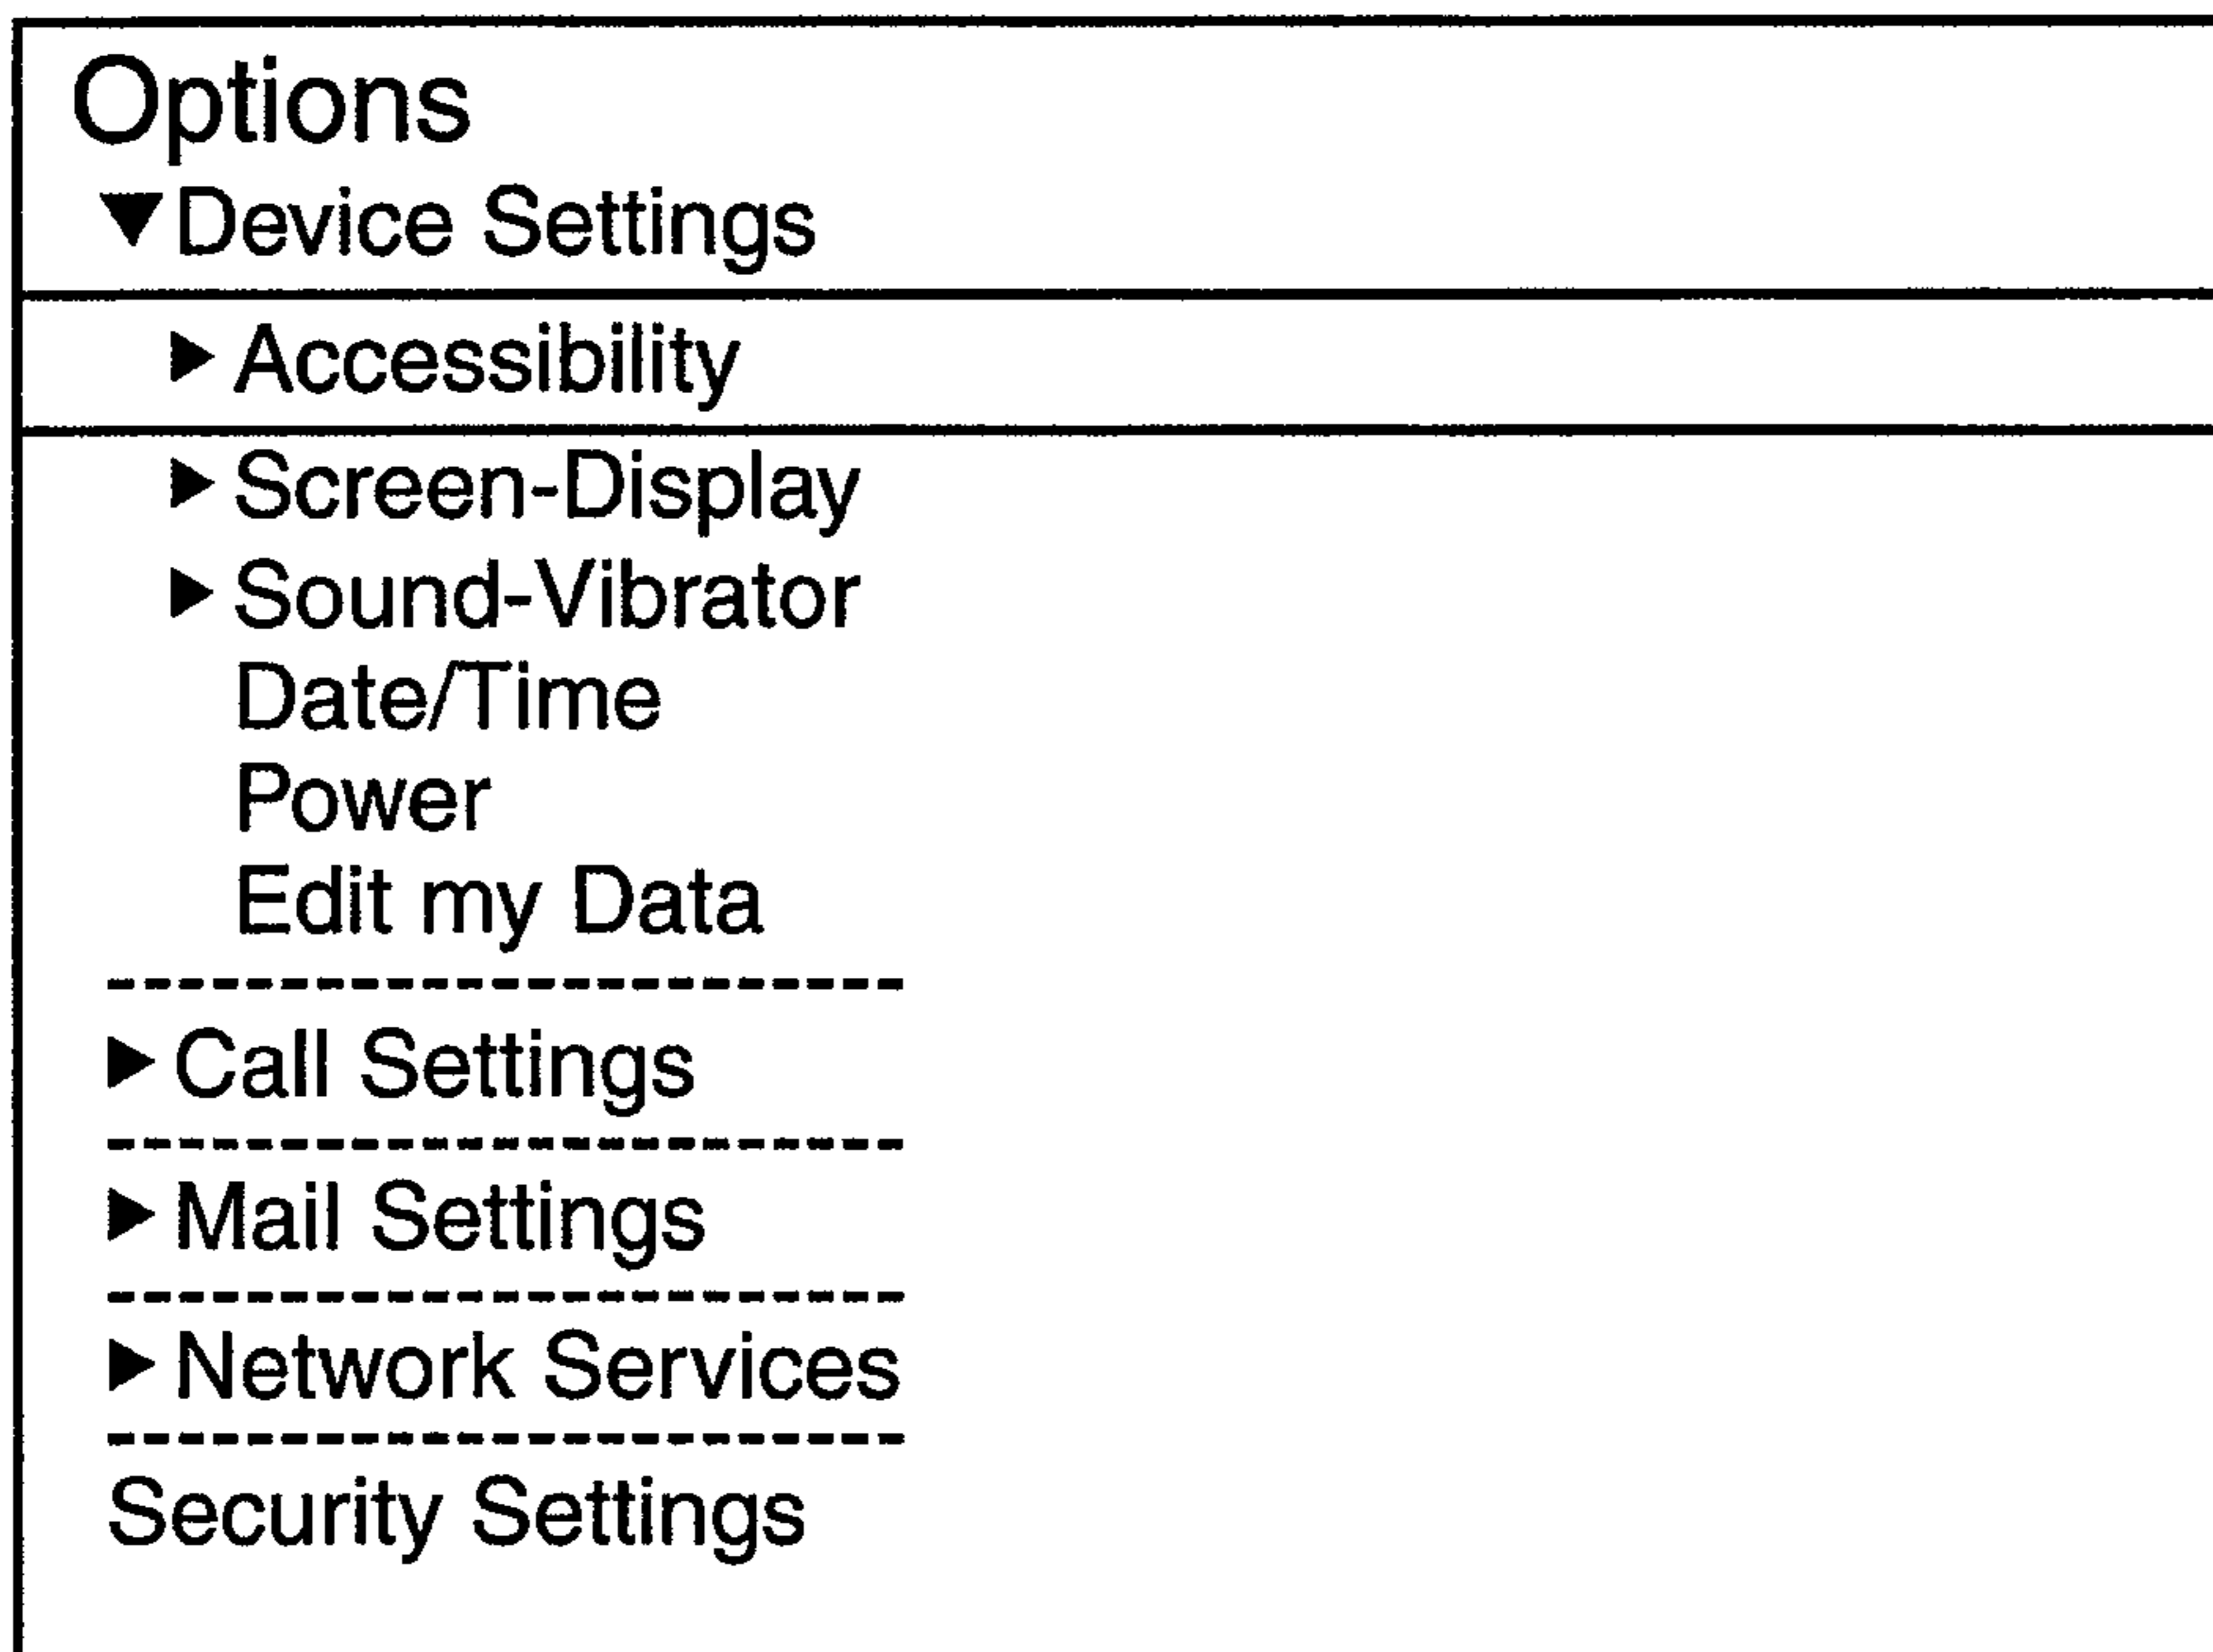 Options
▼Device Settings
▶Accessibility
▶Screen-Display
▶Sound-Vibrator
Date/Time
Power
Edit my Data
▶Call Settings
▶Mail Settings
▶Network Services
Security Settings